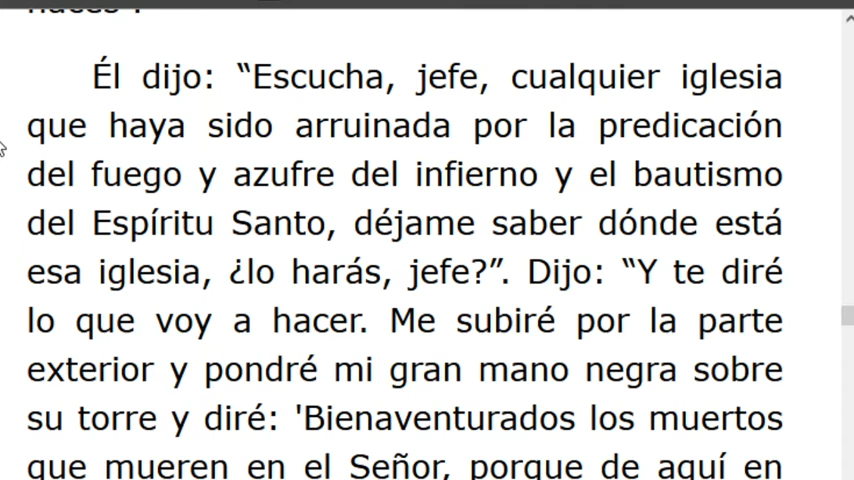 haces".
Él dijo: “Escucha, jefe, cualquier iglesia
que haya sido arruinada por la predicación
del fuego y azufre del infierno y el bautismo
del Espíritu Santo, déjame saber dónde está
esa iglesia, ¿lo harás, jefe?”. Dijo: “Y te diré
lo que voy a hacer. Me subiré por la parte
exterior y pondré mi gran mano negra sobre
su torre y diré: 'Bienaventurados los muertos
que mueren en el Señor, porque de aquí en